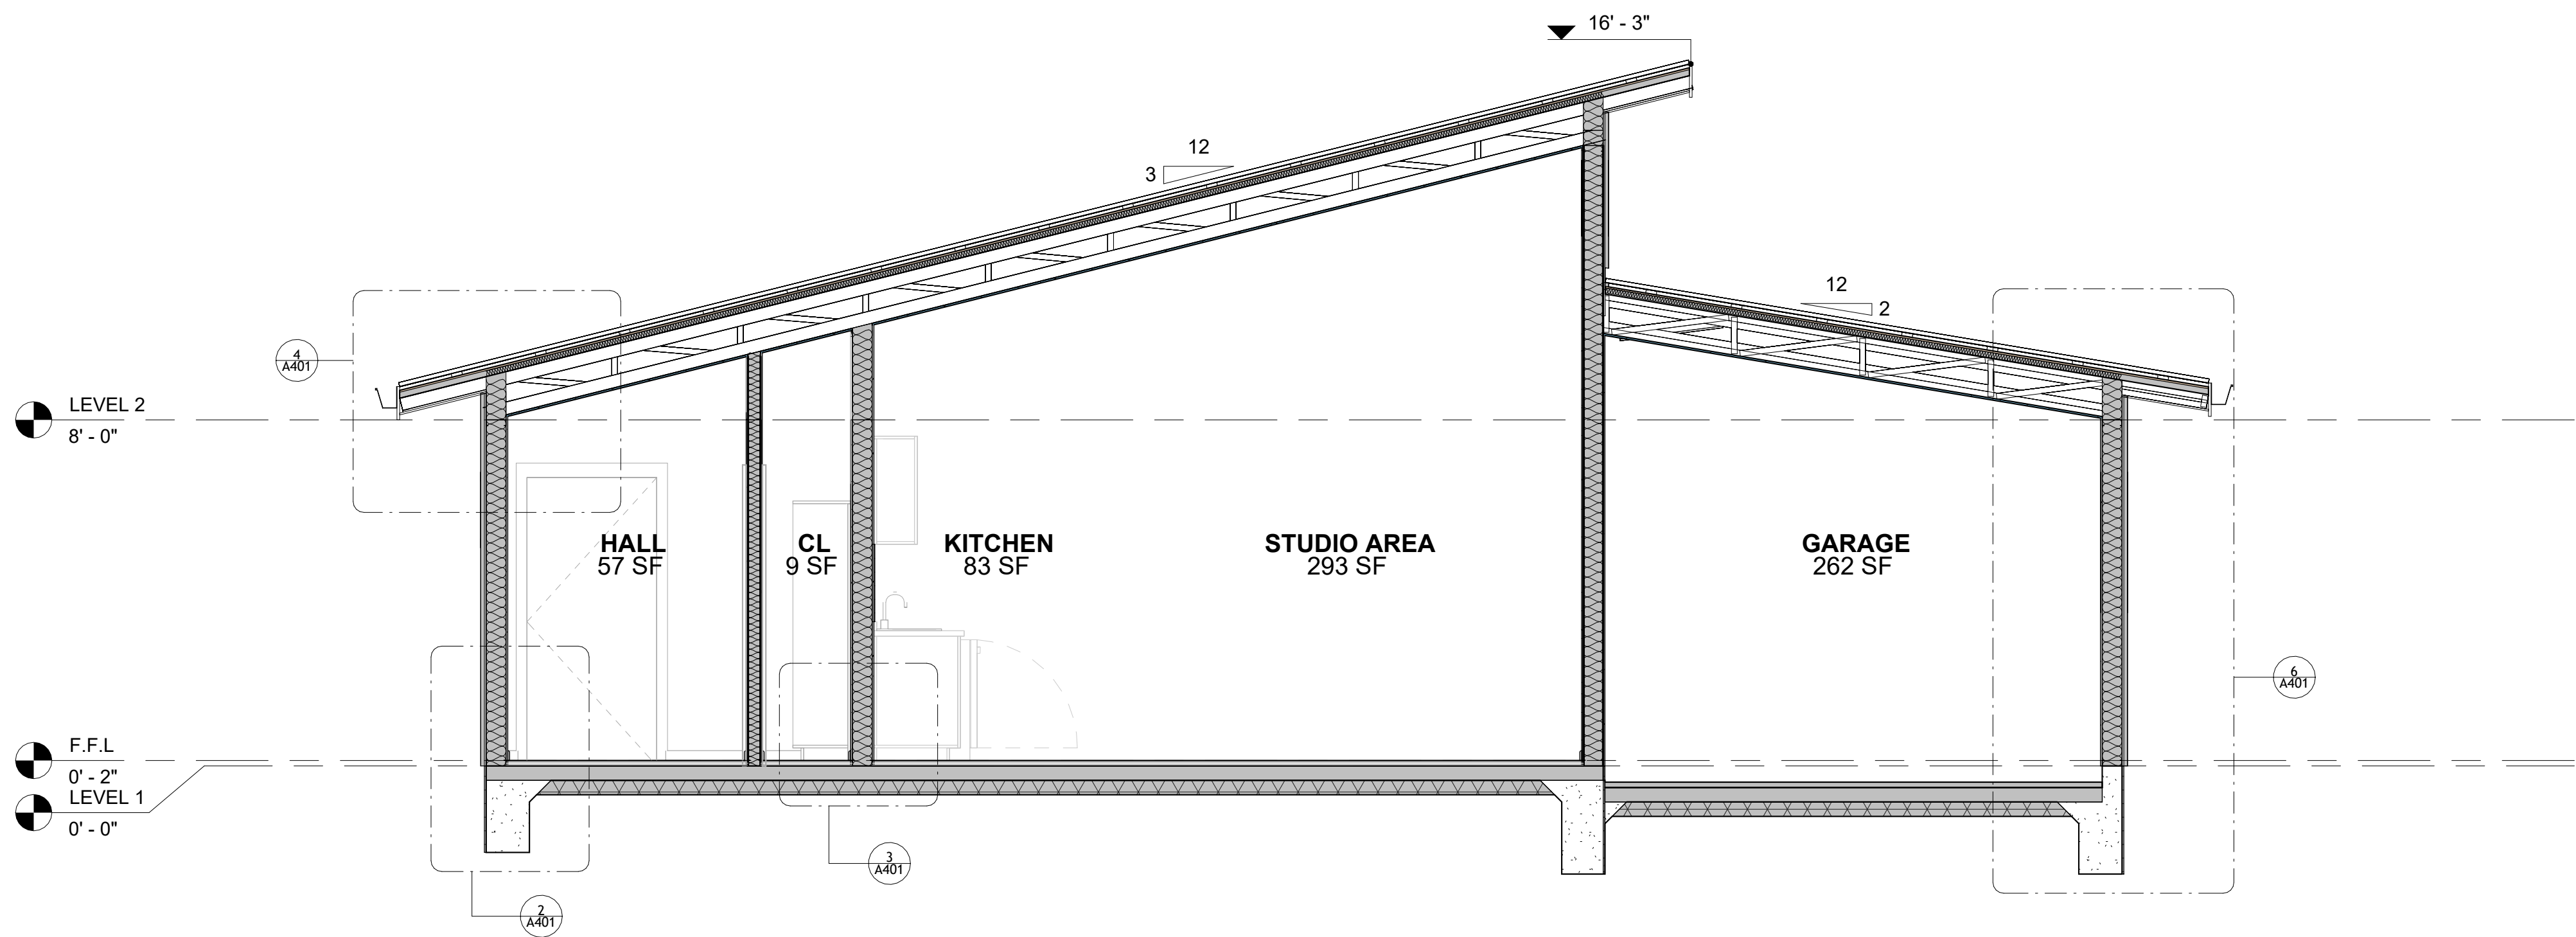 16' - 3"
12
3
12
2
4
A401
LEVEL 2
8' - 0"
HALL
57 SF
CL
9 SF
KITCHEN
83 SF
STUDIO AREA
293 SF
GARAGE
262 SF
6
A401
F.F.L
0' - 2"
LEVEL 1
0' - 0"
3
A401
2
A401